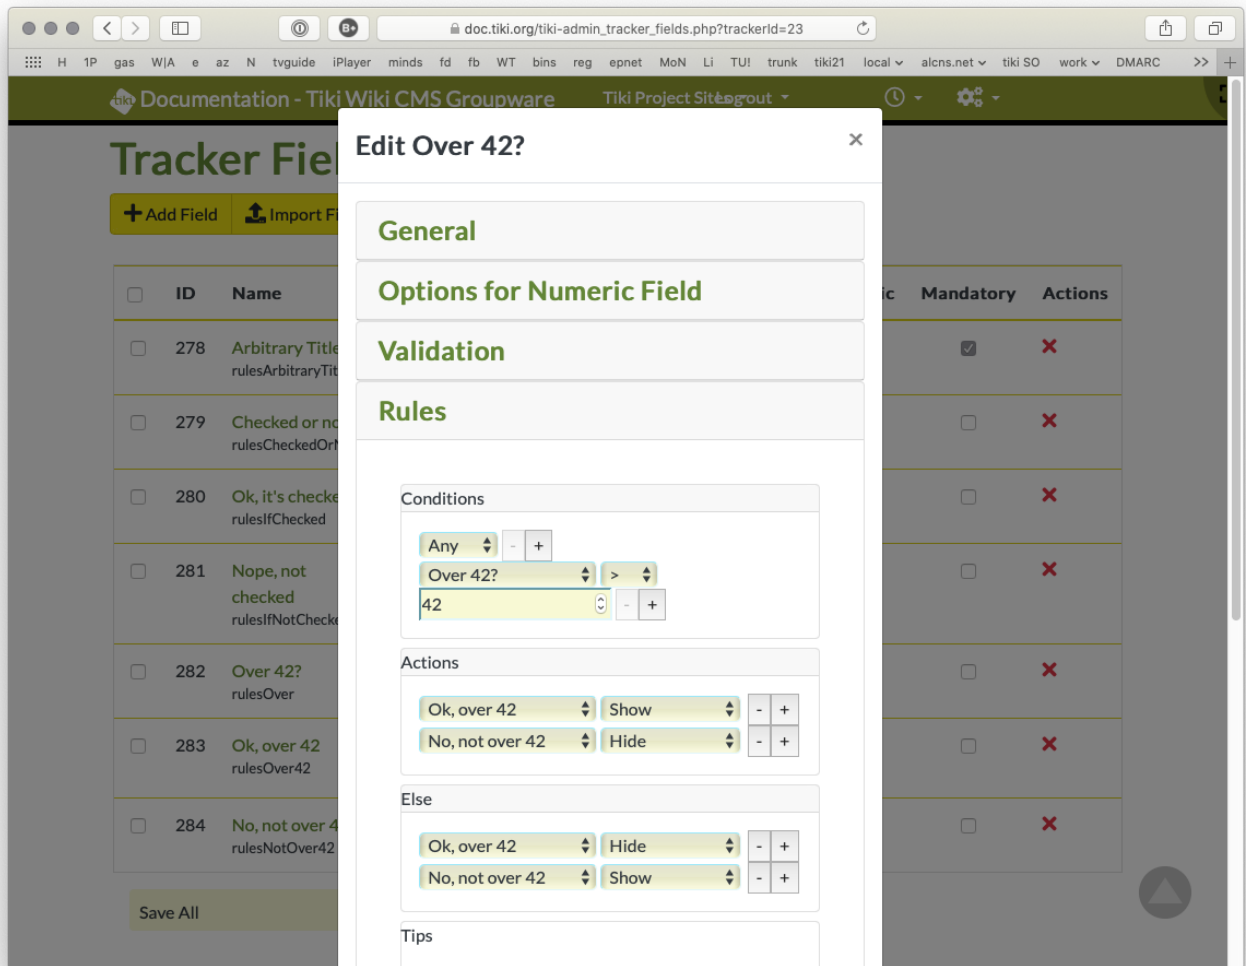 doc.tiki.org/tiki-admin_tracker_fields.php?trackerId=23
H 1P gas W|A e az N tvguide iPlayer minds fd fb WT bins reg epnet MoN Li TU! trunk tiki21 local alcns.net tiki SO work DMARC >> +
tiki Documentation - Tiki Wiki CMS Groupware Tiki Project Sites Logout
Tracker Fiel
+ Add Field Import Fi
ID Name ic Mandatory Actions
278 Arbitrary Title
rulesArbitraryTit
279 Checked or no
rulesCheckedOrN
280 Ok, it's checke
rulesIfChecked
281 Nope, not
checked
rulesIfNotChecke
282 Over 42?
rulesOver
283 Ok, over 42
rulesOver42
284 No, not over 4
rulesNotOver42
Save All
Edit Over 42? ×
General
Options for Numeric Field
Validation
Rules
Conditions
Any - +
Over 42? >
42 - +
Actions
Ok, over 42 Show - +
No, not over 42 Hide - +
Else
Ok, over 42 Hide - +
No, not over 42 Show - +
Tips